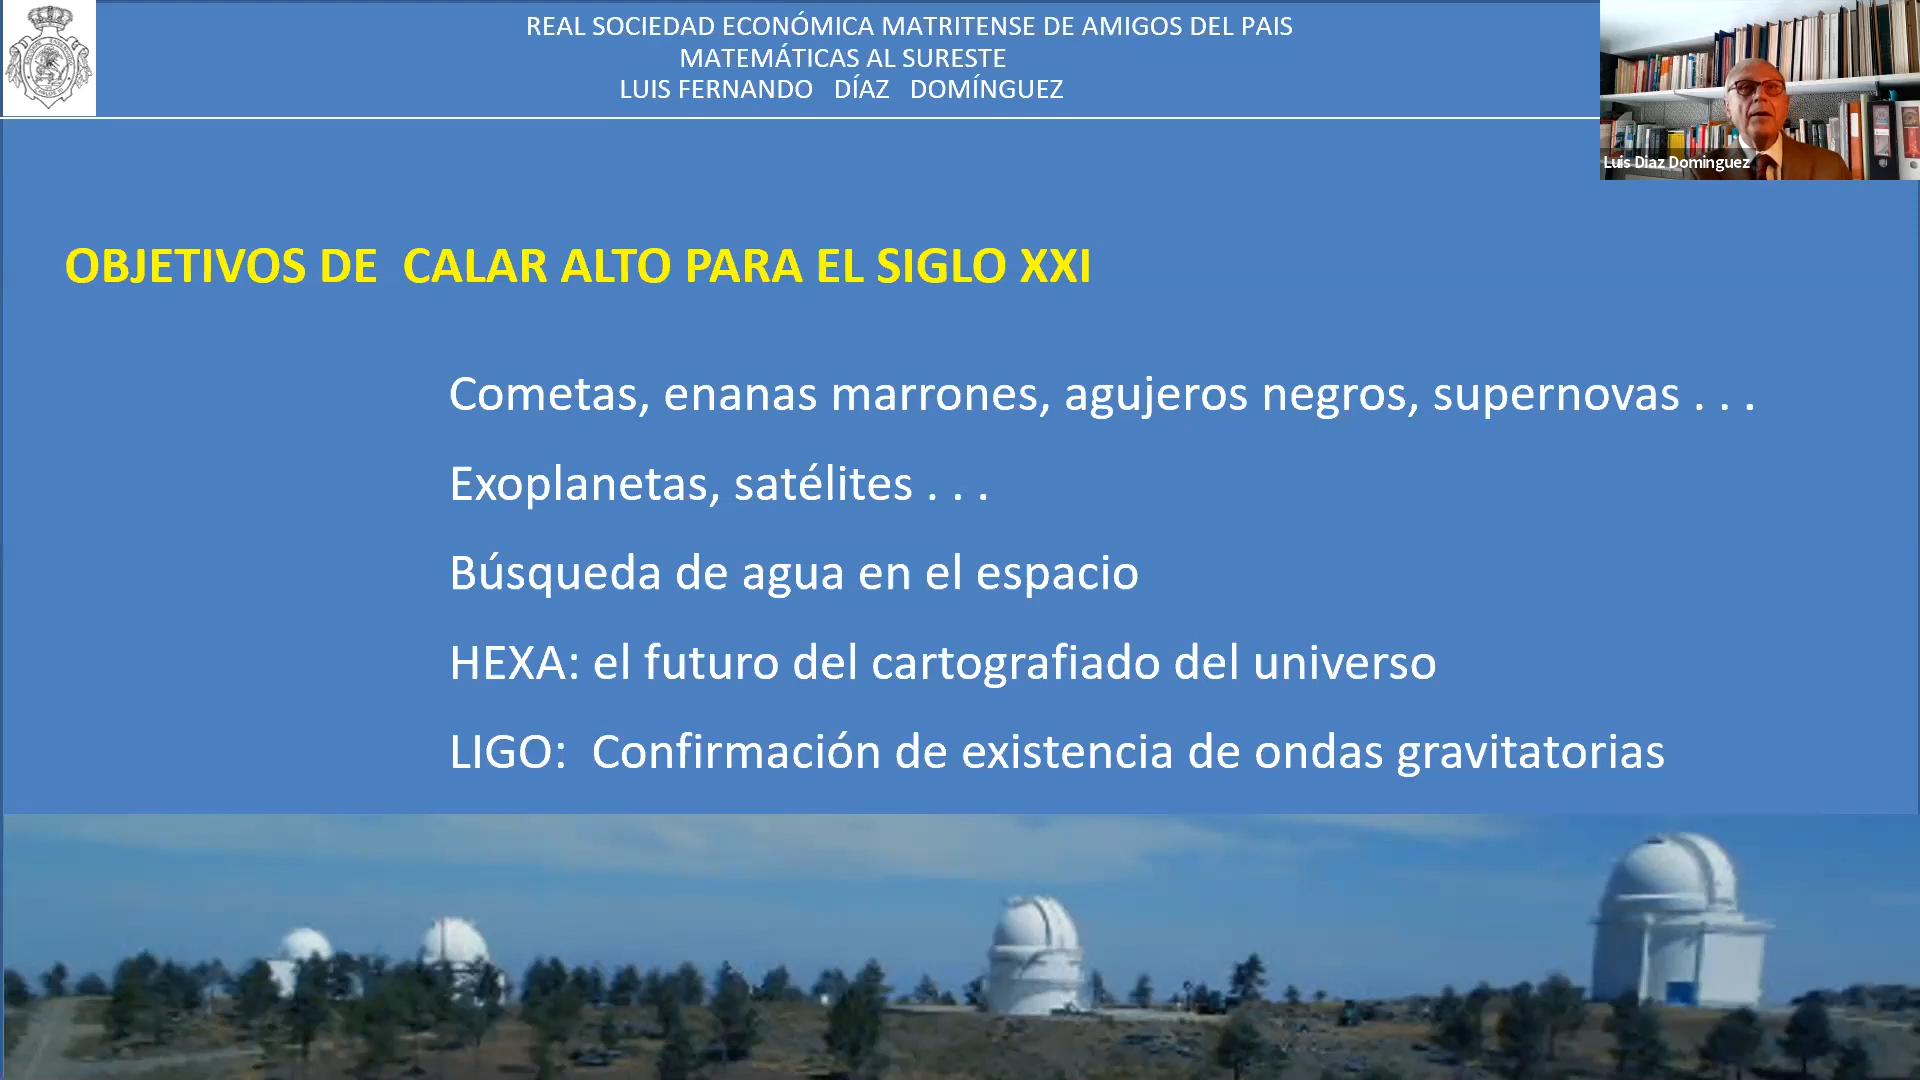 REAL SOCIEDAD ECONÓMICA MATRITENSE DE AMIGOS DEL PAIS
MATEMÁTICAS AL SURESTE
LUIS FERNANDO DÍAZ DOMÍNGUEZ
Luis Diaz Dominguez
OBJETIVOS DE CALAR ALTO PARA EL SIGLO XXI
Cometas, enanas marrones, agujeros negros, supernovas . . .
Exoplanetas, satélites . . .
Búsqueda de agua en el espacio
HEXA: el futuro del cartografiado del universo
LIGO: Confirmación de existencia de ondas gravitatorias